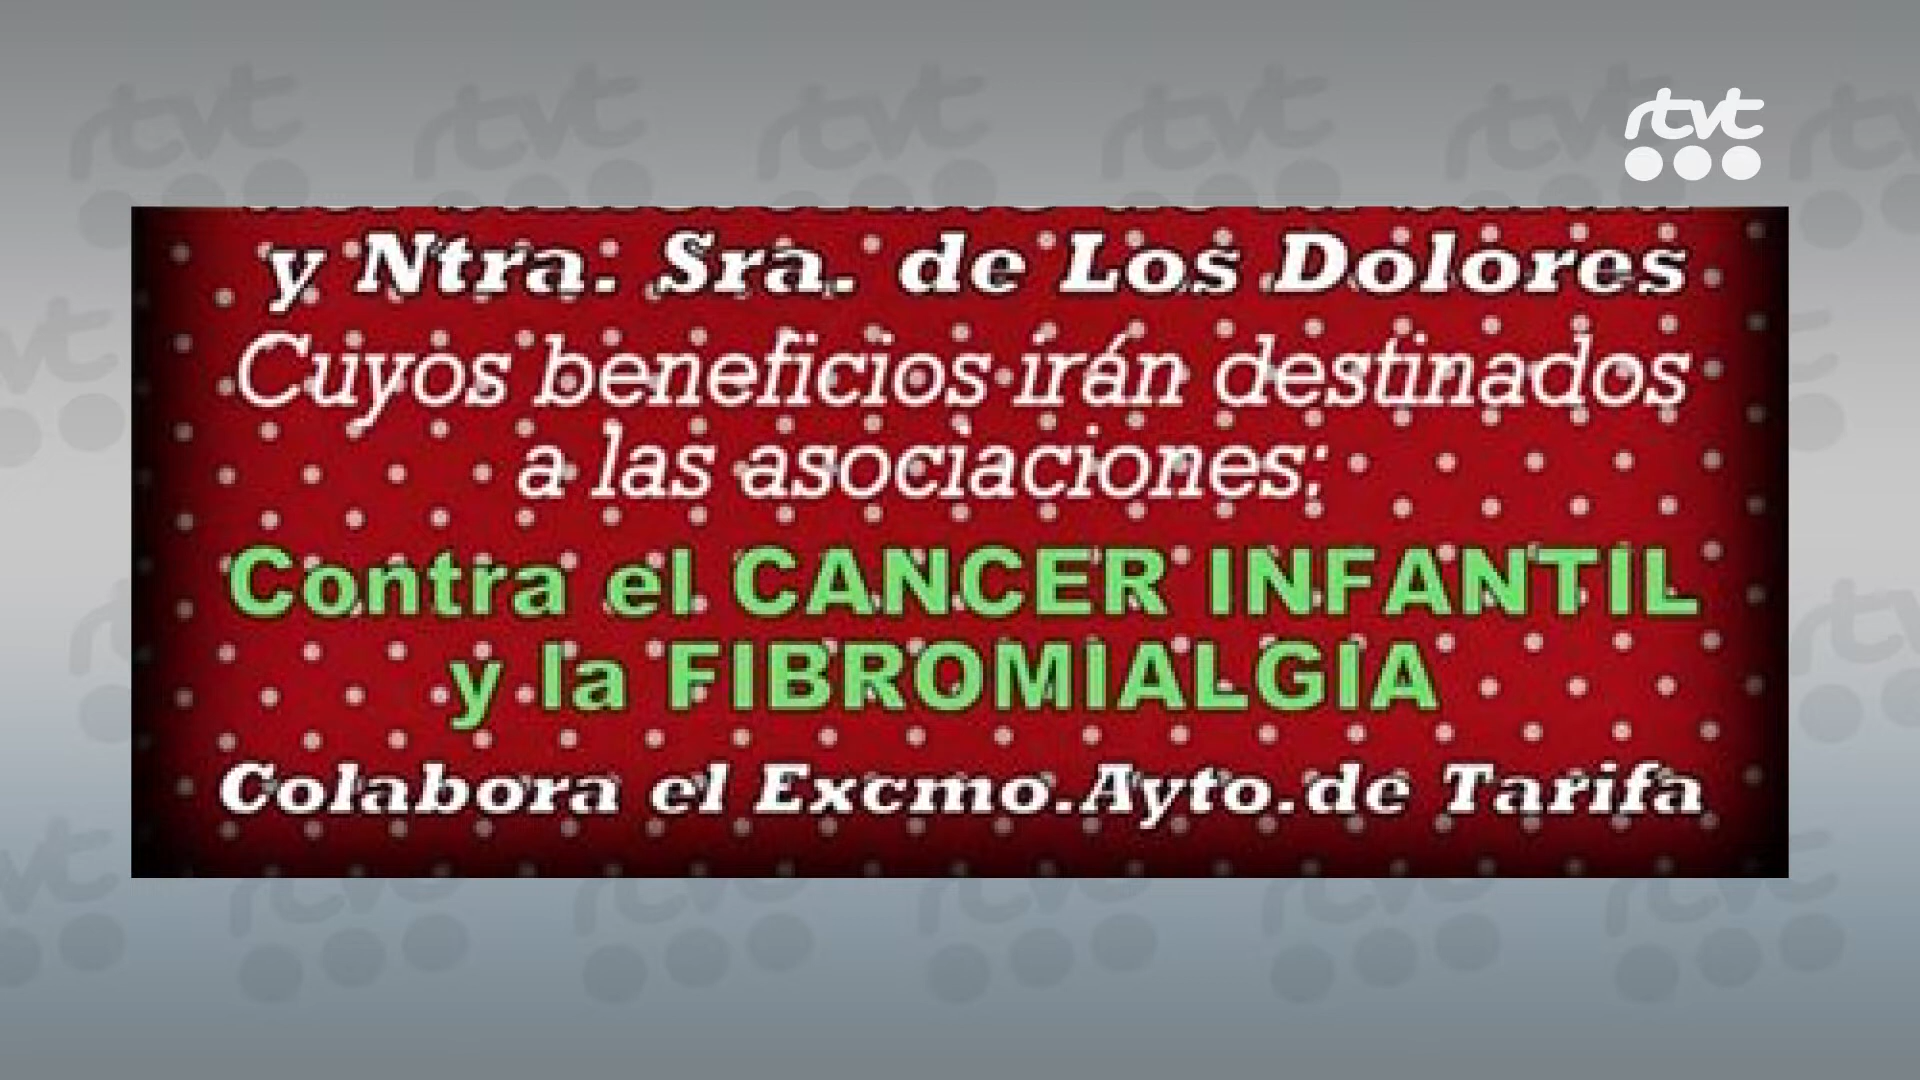 rtvt
y Ntra. Sra. de Los Dolores
Cuyos beneficios irán destinados
a las asociaciones:
Contra el CANCER INFANTIL
y la FIBROMIALGIA
Colabora el Excmo.Ayto.de Tarifa